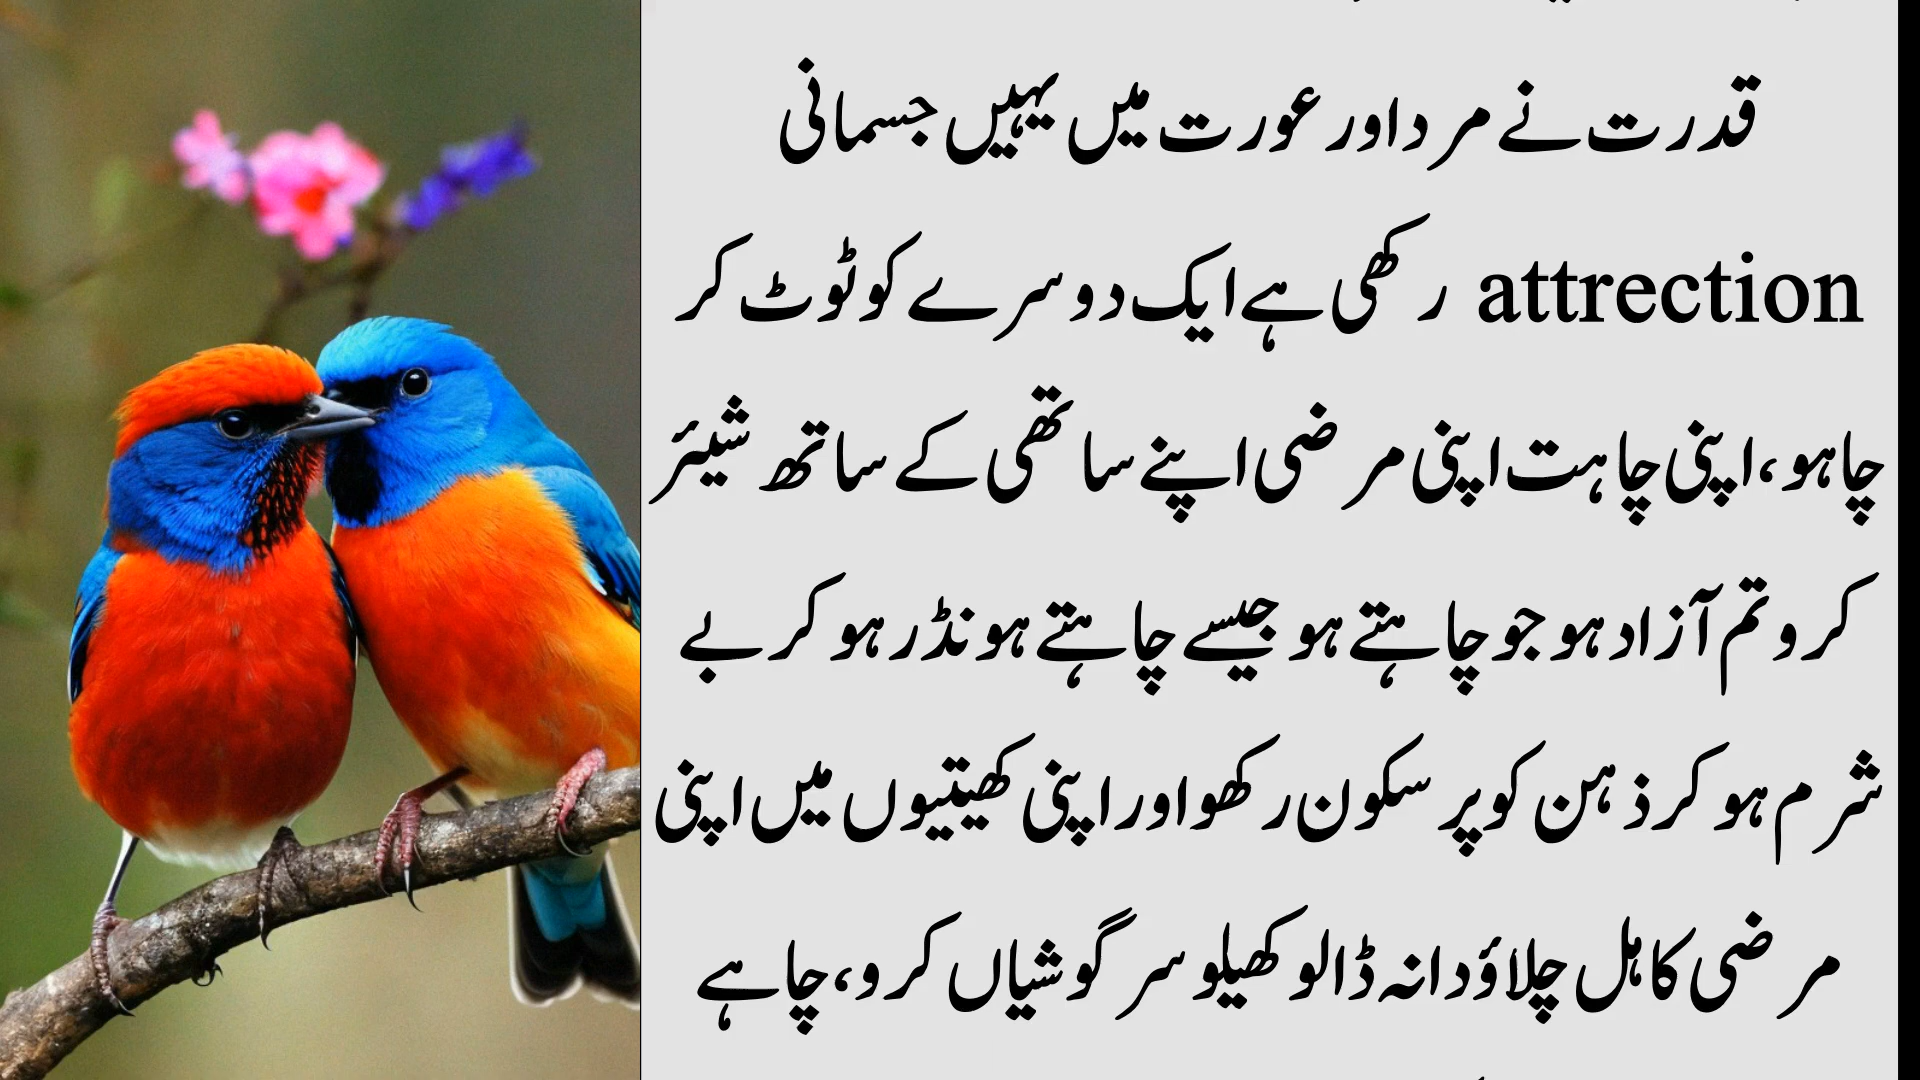 قدرت نے مرد اور عورت میں یہیں جسمانی
attrection رکھی ہے ایک دوسرے کو ٹوٹ کر
چاہو، اپنی چاہت اپنی مرضی اپنے ساتھی کے ساتھ شیئر
کرو تم آزاد ہو جو چاہتے ہو جیسے چاہتے ہو نڈر ہو کر بے
شرم ہو کر ذہن کو پر سکون رکھو اور اپنی کھیتیوں میں اپنی
مرضی کا ہل چلاؤ دانہ ڈالو کھیلو سرگوشیاں کرو، چاہے